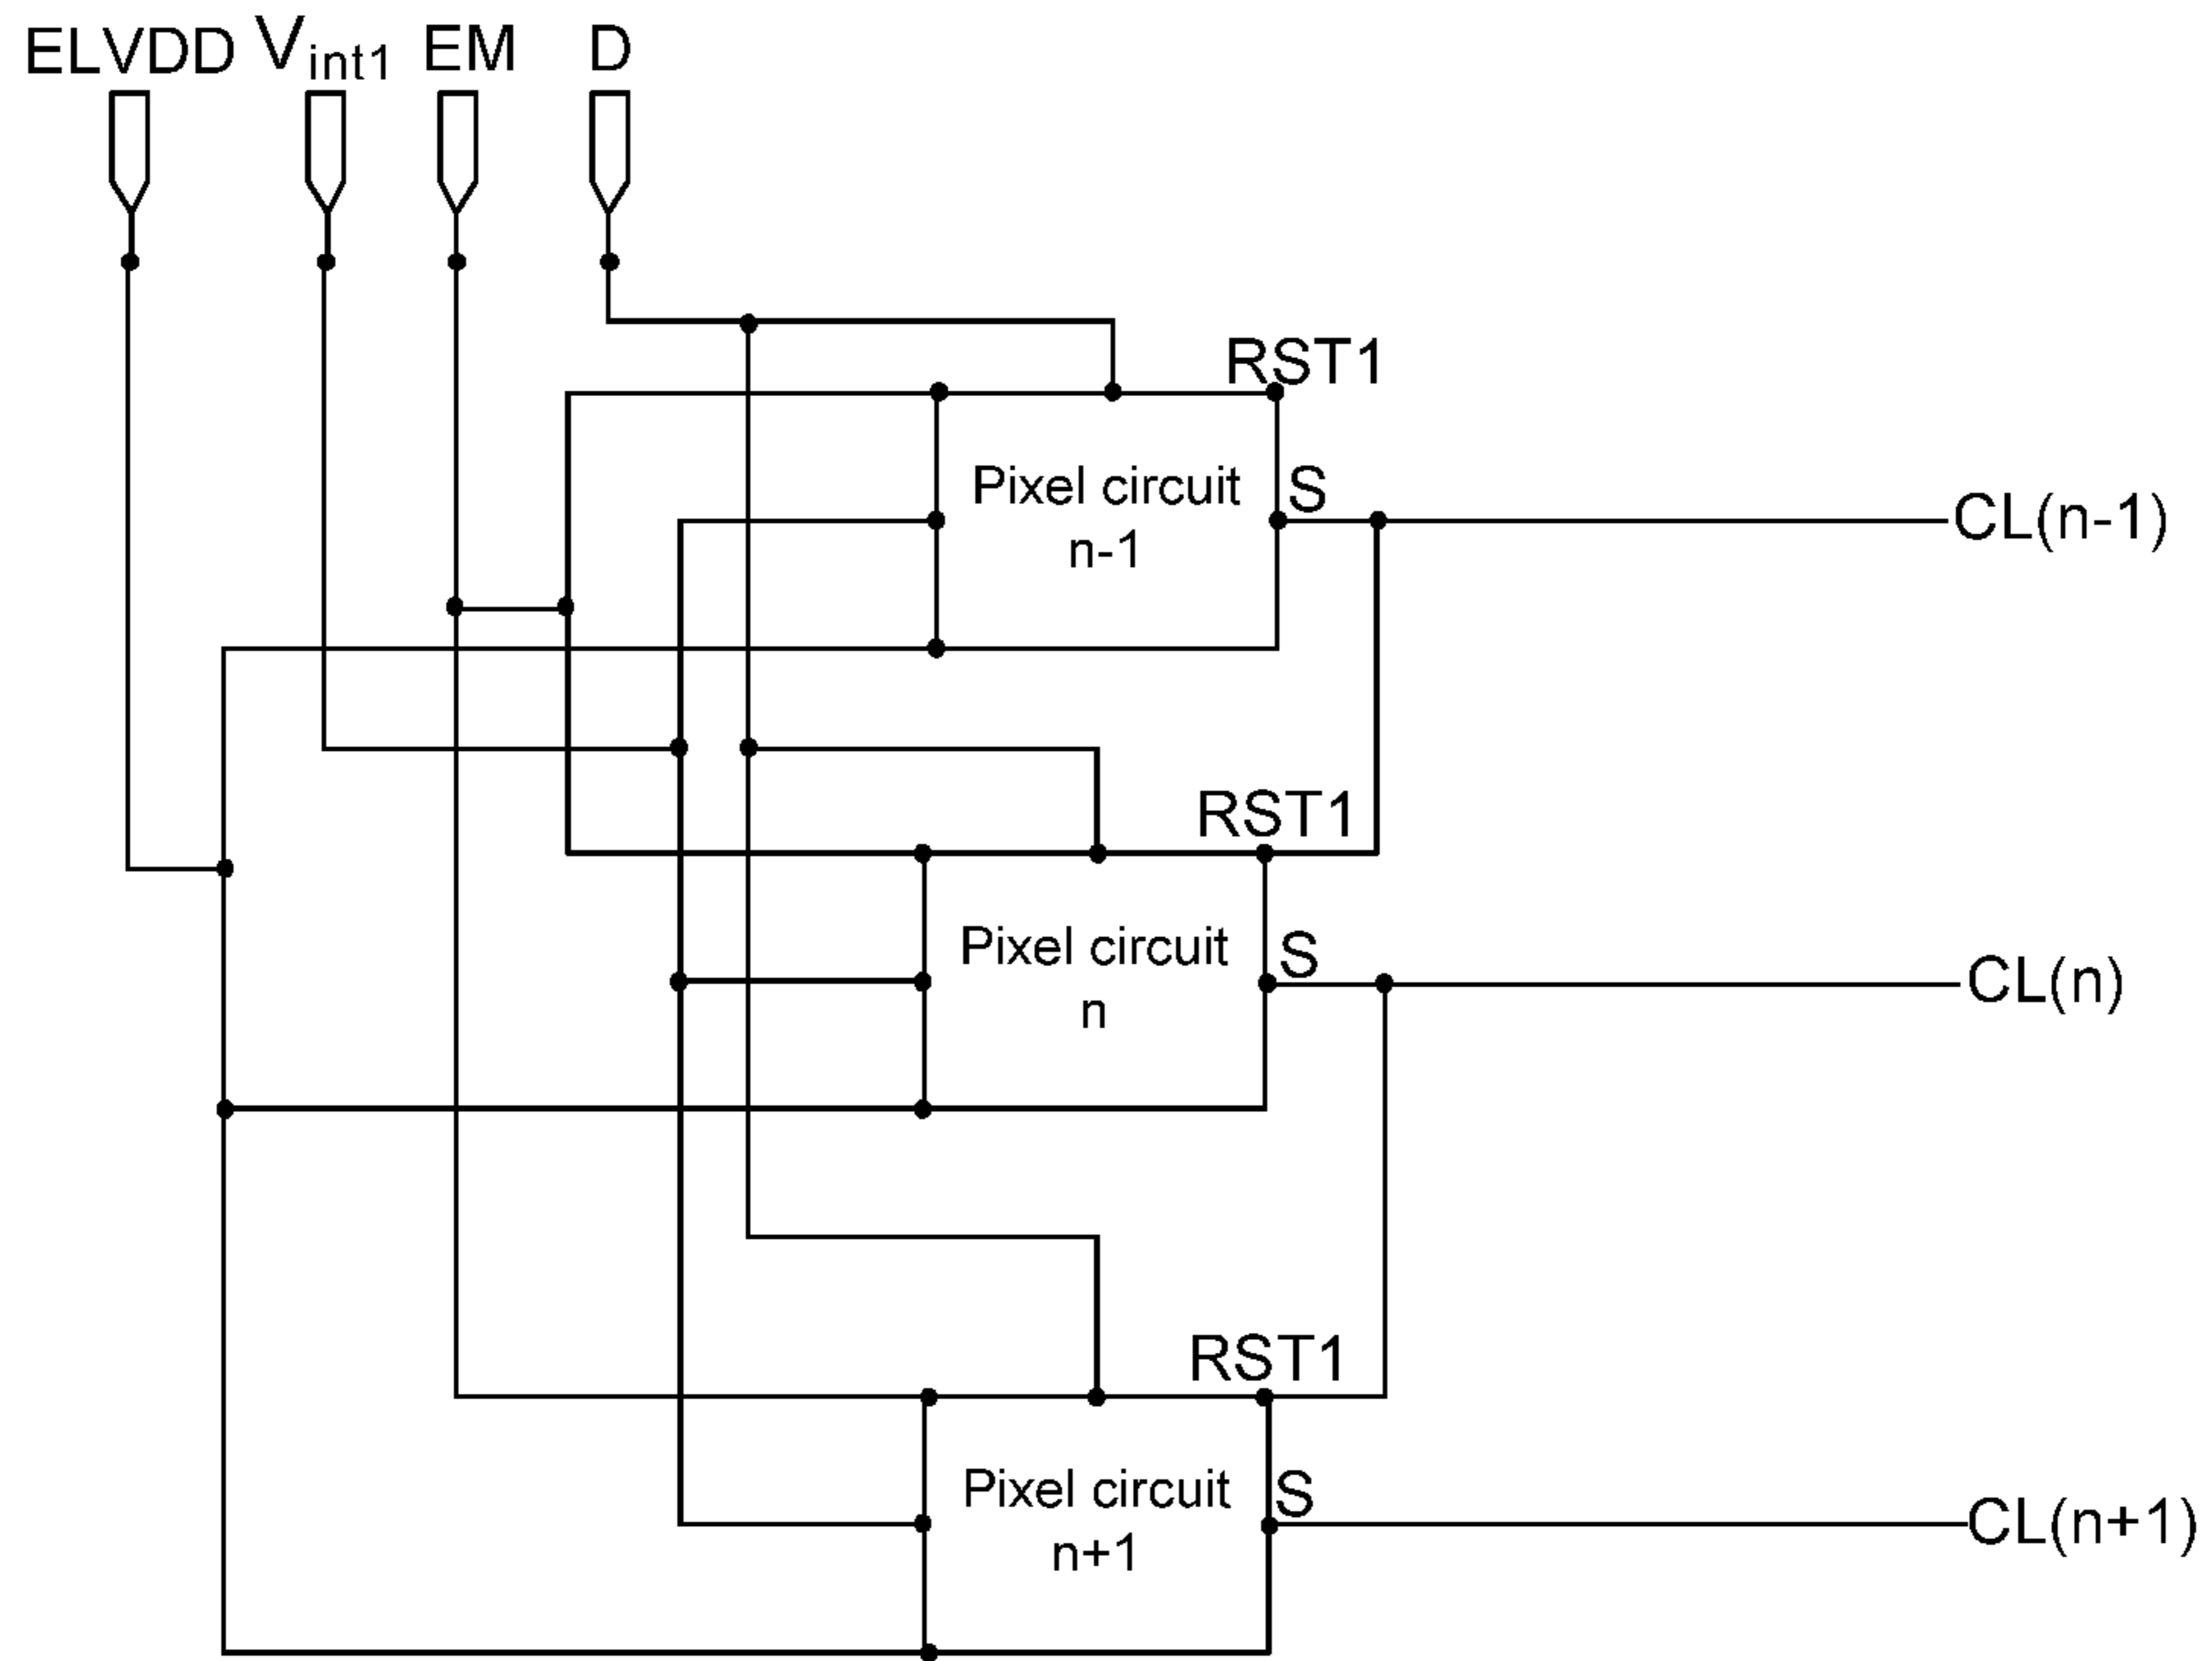 ELVDD Vint1 EM D
RST1
Pixel circuit
n-1
S
CL(n-1)
RST1
Pixel circuit
n
S
CL(n)
RST1
Pixel circuit
n+1
S
CL(n+1)